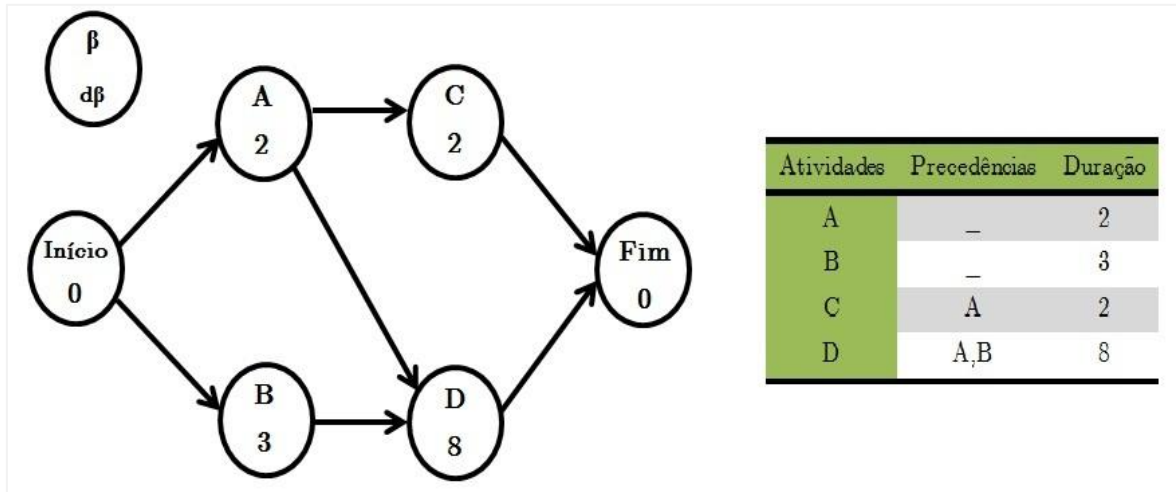 β
dβ
A
2
C
2
Início
0
Fim
0
B
3
D
8
Atividades Precedências Duração
A _ 2
B _ 3
C A 2
D A,B 8